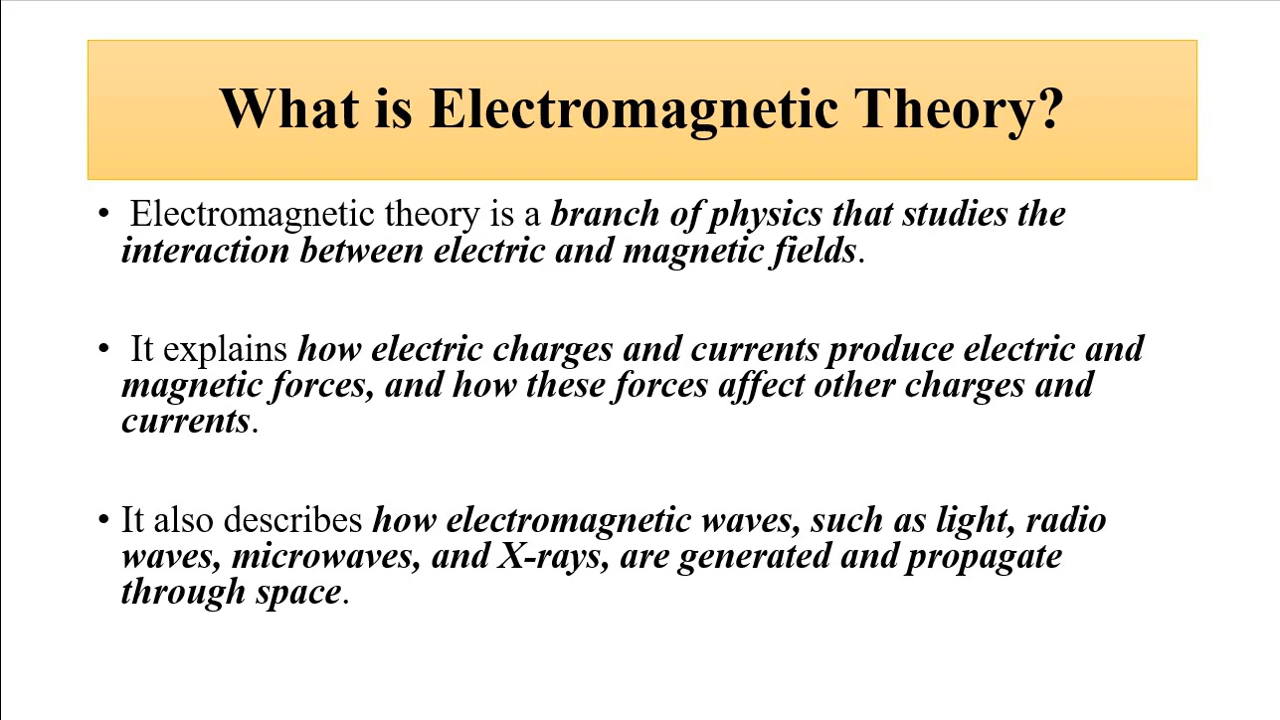 What is Electromagnetic Theory?
• Electromagnetic theory is a branch of physics that studies the
interaction between electric and magnetic fields.
• It explains how electric charges and currents produce electric and
magnetic forces, and how these forces affect other charges and
currents.
• It also describes how electromagnetic waves, such as light, radio
waves, microwaves, and X-rays, are generated and propagate
through space.